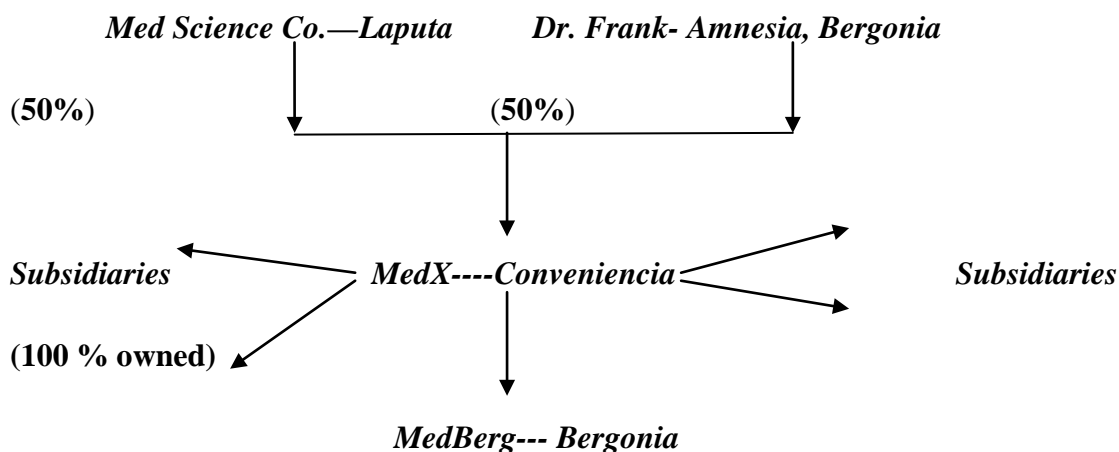 Med Science Co.—Laputa Dr. Frank- Amnesia, Bergonia
(50%) (50%)
Subsidiaries MedX----Conveniencia Subsidiaries
(100 % owned)
MedBerg--- Bergonia